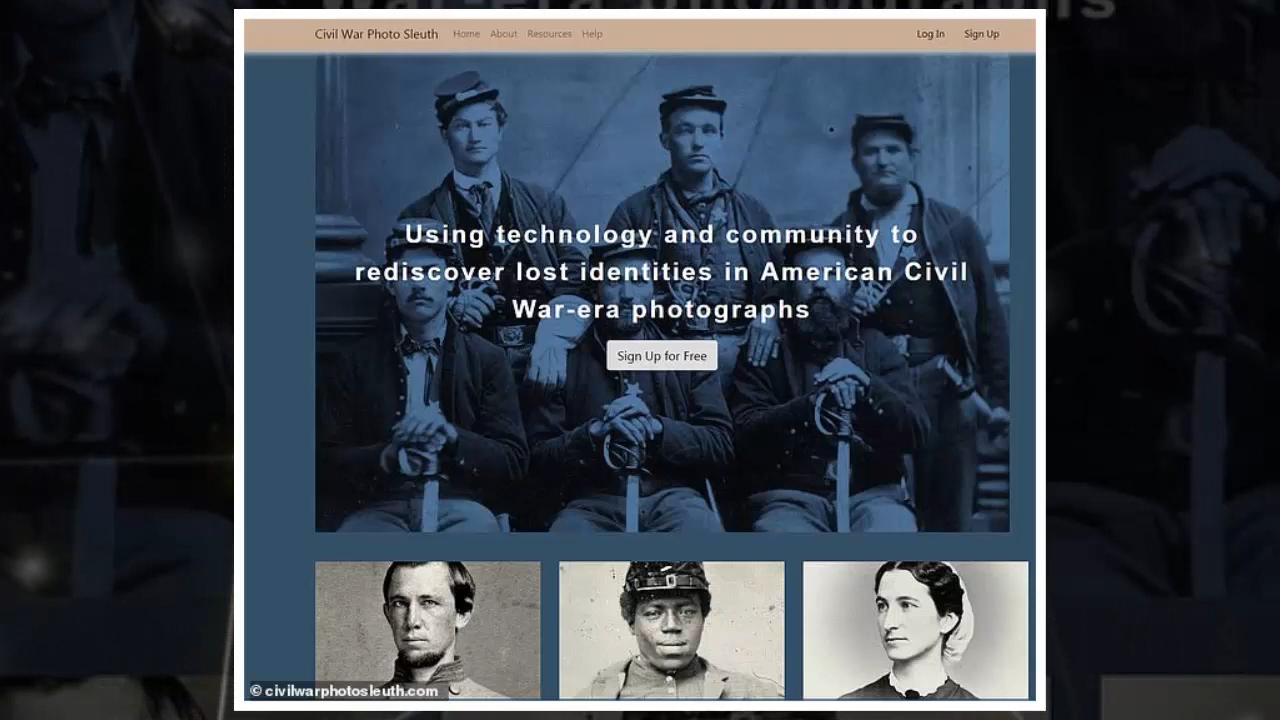 Civil War Photo Sleuth Home About Resources Help Log In Sign Up
Using technology and community to
rediscover lost identities in American Civil
War-era photographs
Sign Up for Free
© civilwarphotosleuth.com